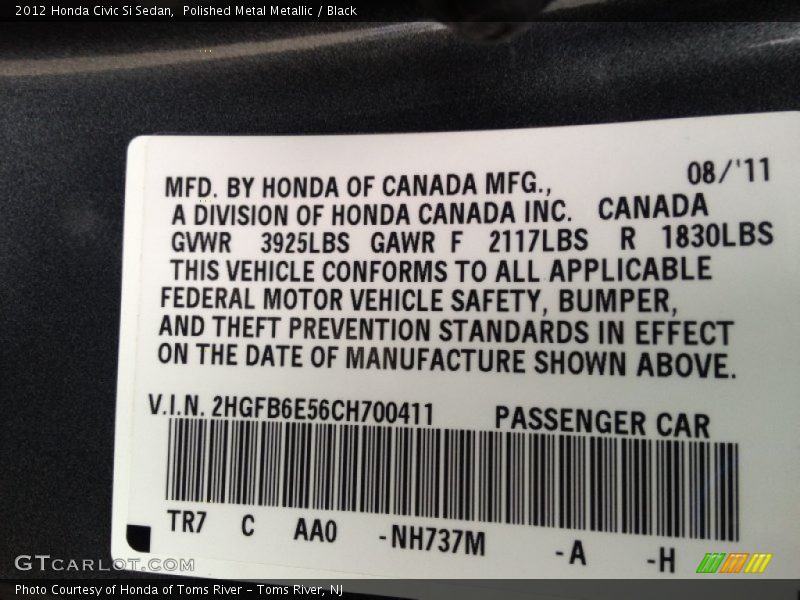 2012 Honda Civic Si Sedan, Polished Metal Metallic / Black
08/'11
MFD. BY HONDA OF CANADA MFG.,
A DIVISION OF HONDA CANADA INC. CANADA
GVWR 3925LBS GAWR F 2117LBS R 1830LBS
THIS VEHICLE CONFORMS TO ALL APPLICABLE
FEDERAL MOTOR VEHICLE SAFETY, BUMPER,
AND THEFT PREVENTION STANDARDS IN EFFECT
ON THE DATE OF MANUFACTURE SHOWN ABOVE.
V.I.N. 2HGFB6E56CH700411 PASSENGER CAR
TR7 C AA0 -NH737M -A -H
GTCARLOT.COM
Photo Courtesy of Honda of Toms River – Toms River, NJ